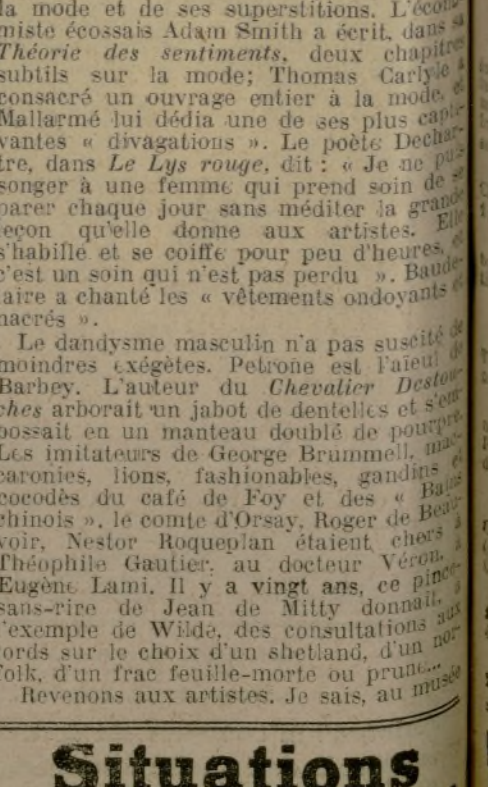 la mode et de ses superstitions. L'écono-
miste écossais Adam Smith a écrit, dans sa
Théorie des sentiments, deux chapitres
subtils sur la mode; Thomas Carlyle a
consacré un ouvrage entier à la mode, et
Mallarmé lui dédia une de ses plus capti-
vantes « divagations ». Le poète Dechar-
tre, dans Le Lys rouge, dit : « Je ne puis
songer à une femme qui prend soin de se
parer chaque jour sans méditer la grande
leçon qu'elle donne aux artistes. Elle
s'habille et se coiffe pour peu d'heures, et
c'est un soin qui n'est pas perdu ». Baude-
laire a chanté les « vêtements ondoyants et
nacrés ».
Le dandysme masculin n'a pas suscité de
moindres exégètes. Petrone est l'aïeul de
Barbey. L'auteur du Chevalier Destou-
ches arborait un jabot de dentelles et s'em-
bossait en un manteau doublé de pourpre.
Les imitateurs de George Brummell, mac-
caronies, lions, fashionables, gandins et
cocodès du café de Foy et des « Bains
chinois », le comte d'Orsay, Roger de Beau-
voir, Nestor Roqueplan étaient chers à
Théophile Gautier, au docteur Véron, à
Eugène Lami. Il y a vingt ans, ce pince-
sans-rire de Jean de Mitty donnait, à
l'exemple de Wilde, des consultations aux
lords sur le choix d'un shetland, d'un nor-
folk, d'un frac feuille-morte ou prune...
Revenons aux artistes. Je sais, au musée
Situations